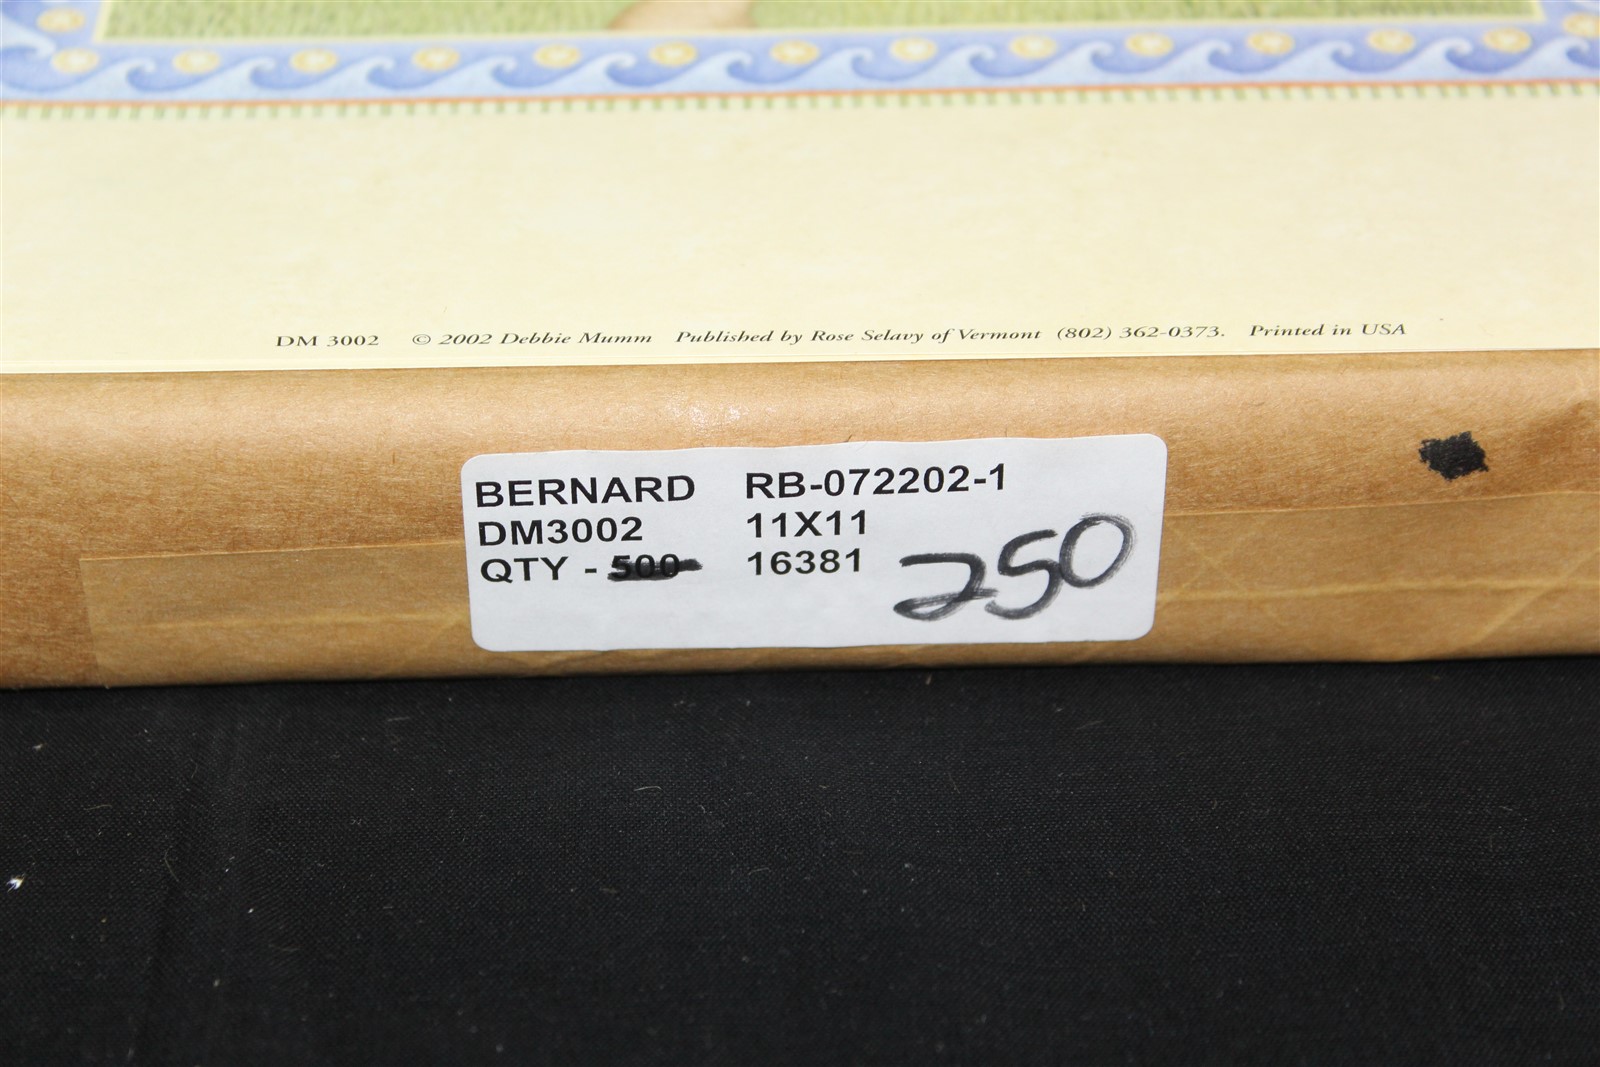 DM 3002 © 2002 Debbie Mumm Published by Rose Selavy of Vermont (802) 362-0373. Printed in USA
BERNARD RB-072202-1
DM3002 11X11
QTY - 500 16381 250